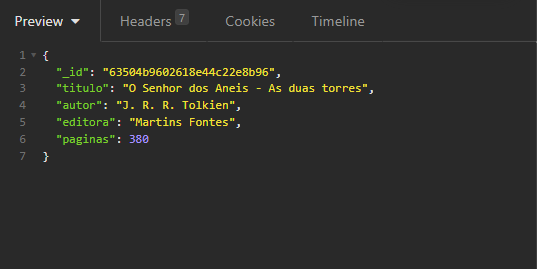 Preview Headers 7 Cookies Timeline
1 {
2 "_id": "63504b9602618e44c22e8b96",
3 "titulo": "O Senhor dos Aneis - As duas torres",
4 "autor": "J. R. R. Tolkien",
5 "editora": "Martins Fontes",
6 "paginas": 380
7 }